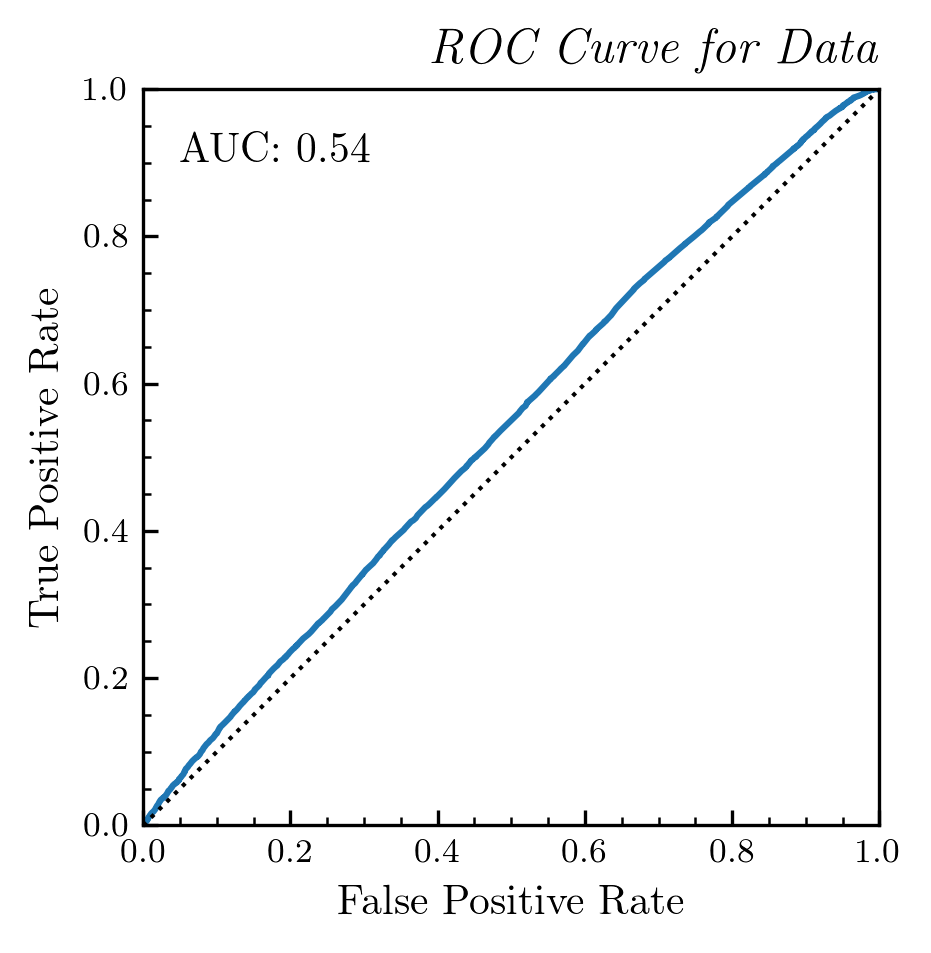 ROC Curve for Data
1.0
AUC: 0.54
0.8
0.6
0.4
0.2
0.0
True Positive Rate
0.0 0.2 0.4 0.6 0.8 1.0
False Positive Rate